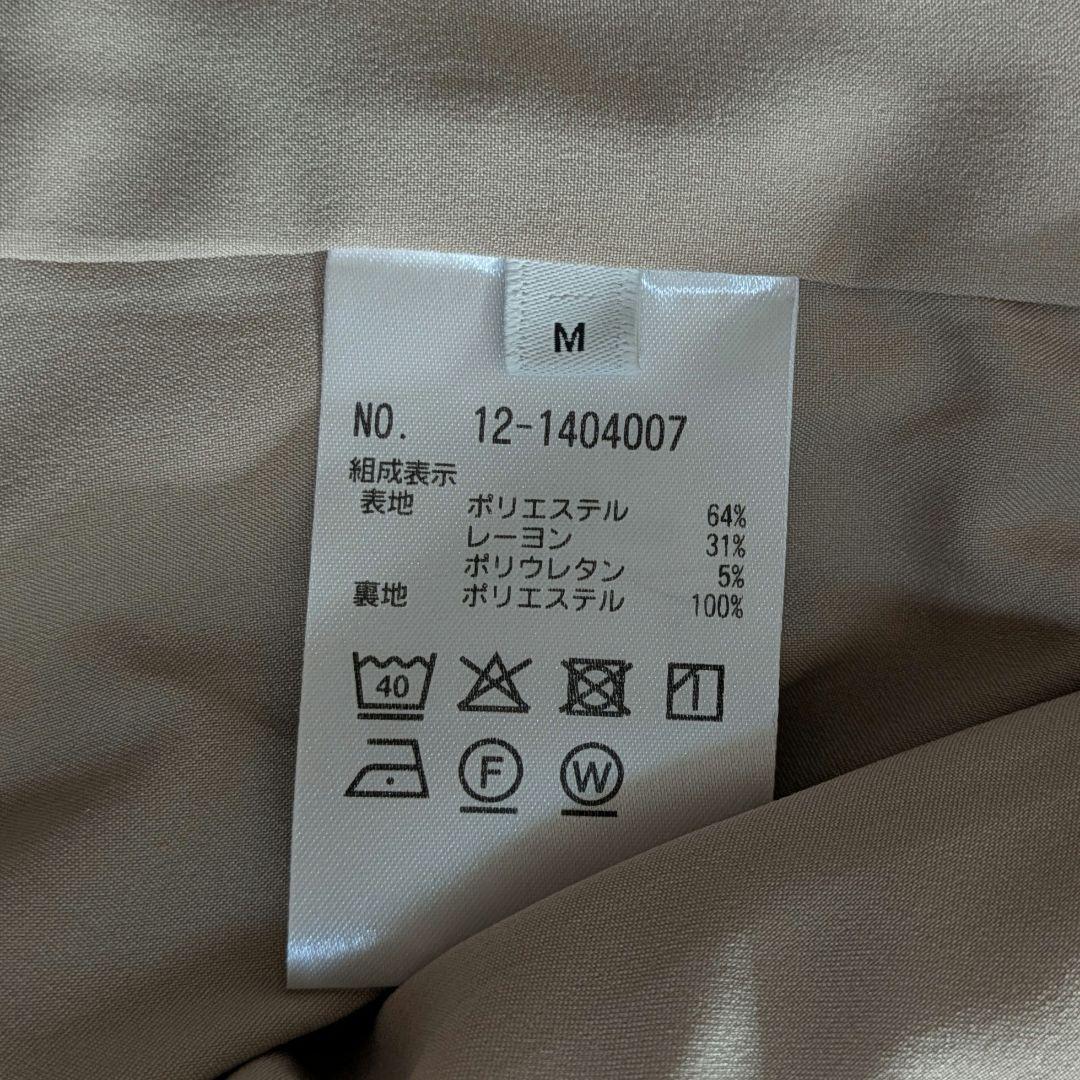 M
NO. 12-1404007
組成表示
表地 ポリエステル 64%
レーヨン 31%
ポリウレタン 5%
裏地 ポリエステル 100%
40
F W